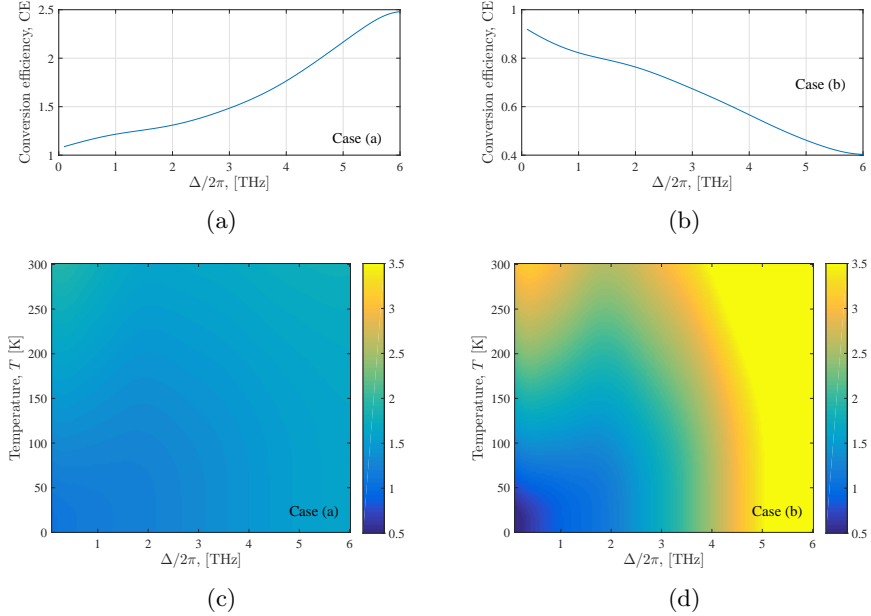 2.5
2
1.5
1
0 1 2 3 4 5 6
Conversion efficiency, CE
Δ/2π, [THz]
Case (a)
(a)
1
0.8
0.6
0.4
0 1 2 3 4 5 6
Conversion efficiency, CE
Δ/2π, [THz]
Case (b)
(b)
300
250
200
150
100
50
0
1 2 3 4 5 6
Temperature, T [K]
Δ/2π, [THz]
Case (a)
3.5
3
2.5
2
1.5
1
0.5
(c)
300
250
200
150
100
50
0
1 2 3 4 5 6
Temperature, T [K]
Δ/2π, [THz]
Case (b)
3.5
3
2.5
2
1.5
1
0.5
(d)